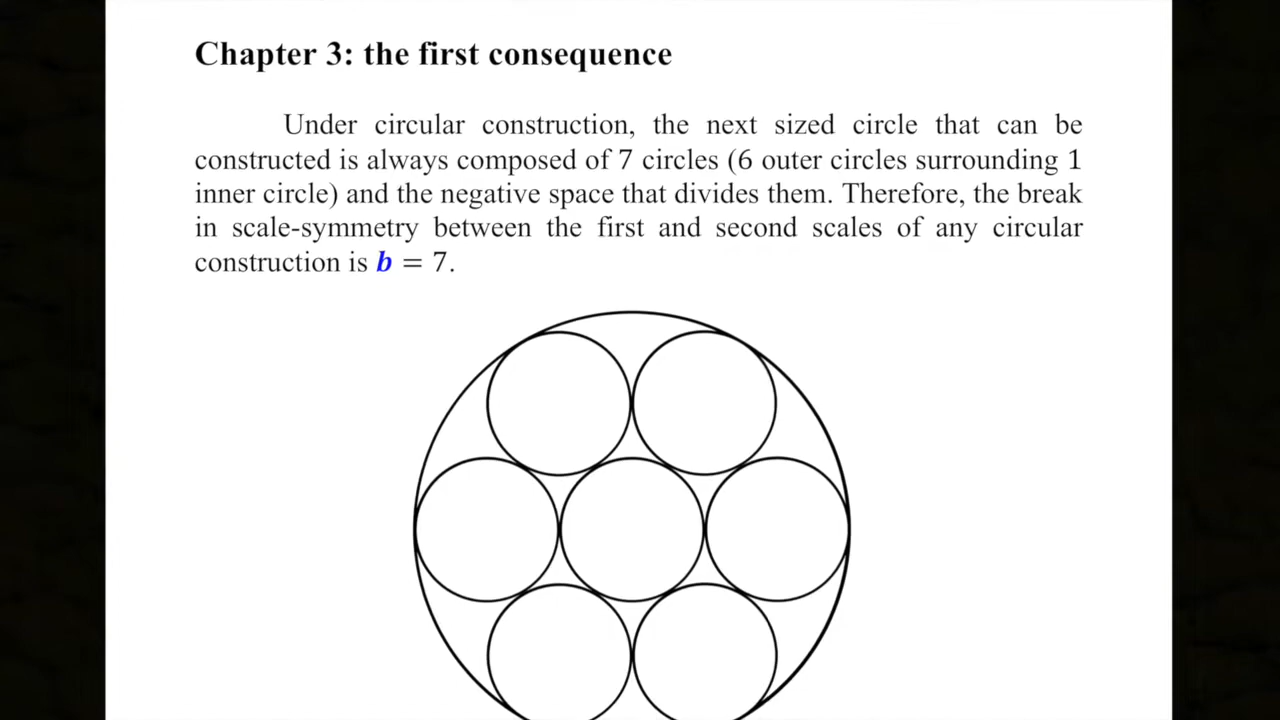 Chapter 3: the first consequence
Under circular construction, the next sized circle that can be
constructed is always composed of 7 circles (6 outer circles surrounding 1
inner circle) and the negative space that divides them. Therefore, the break
in scale-symmetry between the first and second scales of any circular
construction is b = 7.